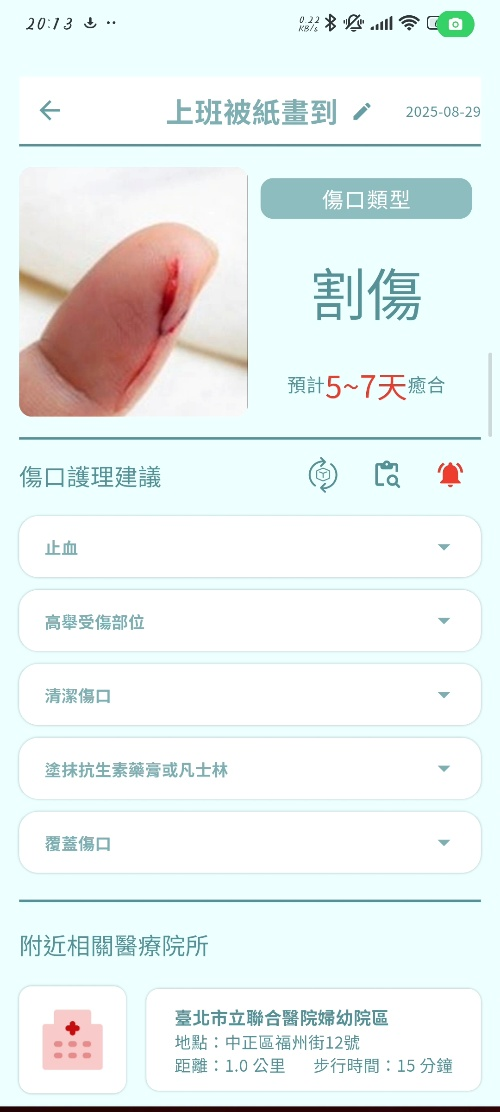 20:13
0.22
KB/s
上班被紙畫到
2025-08-29
傷口類型
割傷
預計5~7天癒合
傷口護理建議
止血
高舉受傷部位
清潔傷口
塗抹抗生素藥膏或凡士林
覆蓋傷口
附近相關醫療院所
臺北市立聯合醫院婦幼院區
地點：中正區福州街12號
距離：1.0 公里 步行時間：15 分鐘